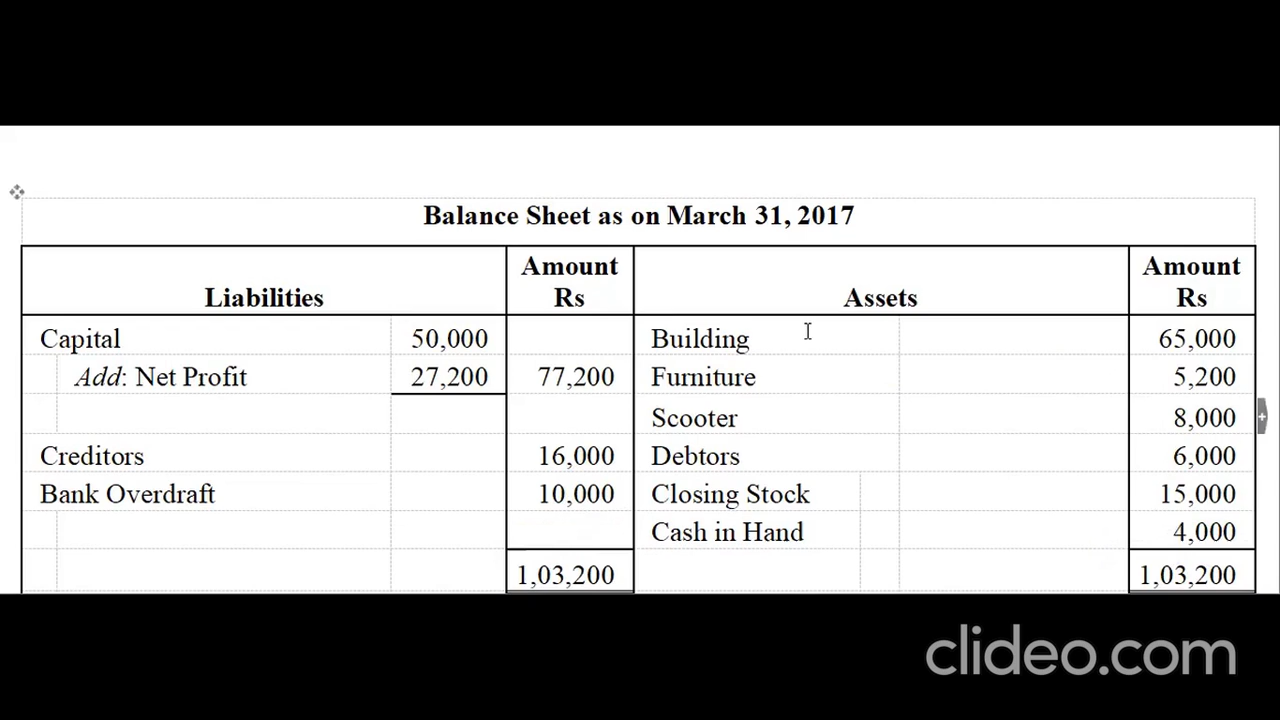 Balance Sheet as on March 31, 2017
Liabilities Amount Rs Assets Amount Rs
Capital 50,000 Building 65,000
Add: Net Profit 27,200 77,200 Furniture 5,200
Scooter 8,000
Creditors 16,000 Debtors 6,000
Bank Overdraft 10,000 Closing Stock 15,000
Cash in Hand 4,000
1,03,200 1,03,200
clideo.com